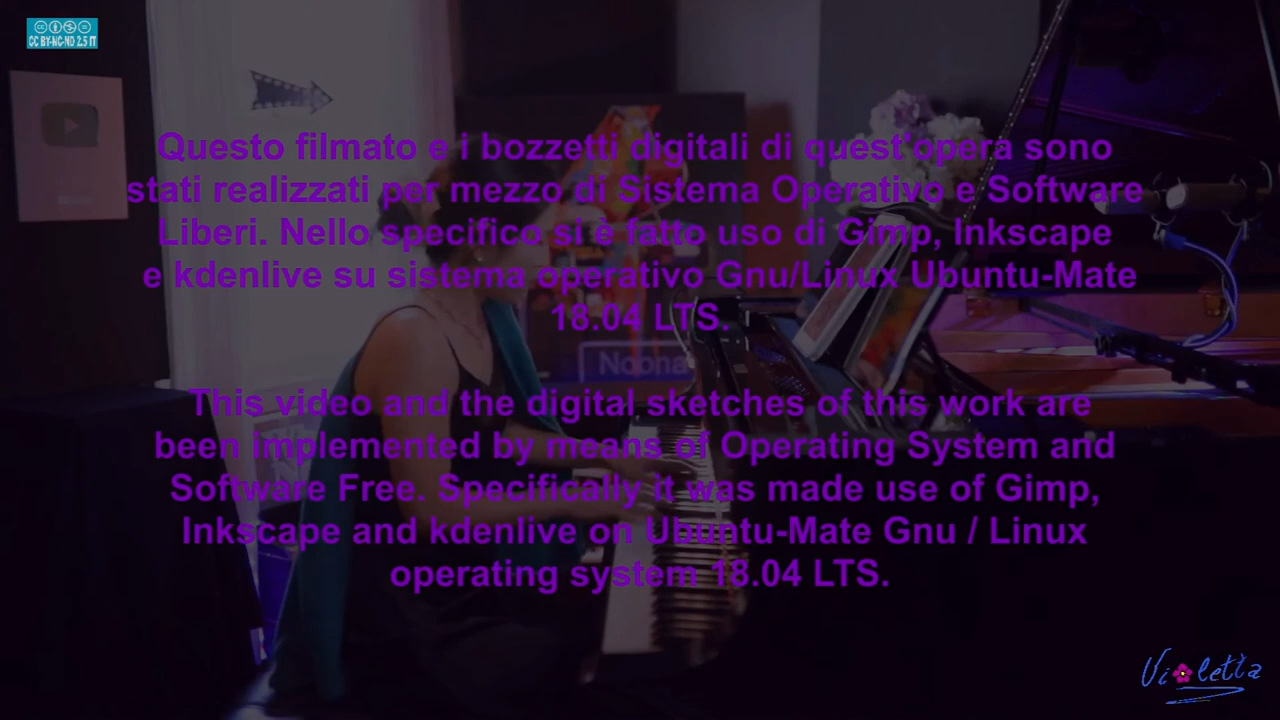 CC BY-NC-ND 2.5 IT
Questo filmato e i bozzetti digitali di quest'opera sono
stati realizzati per mezzo di Sistema Operativo e Software
Liberi. Nello specifico si è fatto uso di Gimp, Inkscape
e kdenlive su sistema operativo Gnu/Linux Ubuntu-Mate
18.04 LTS.
Noona
This video and the digital sketches of this work are
been implemented by means of Operating System and
Software Free. Specifically it was made use of Gimp,
Inkscape and kdenlive on Ubuntu-Mate Gnu / Linux
operating system 18.04 LTS.
Violetta